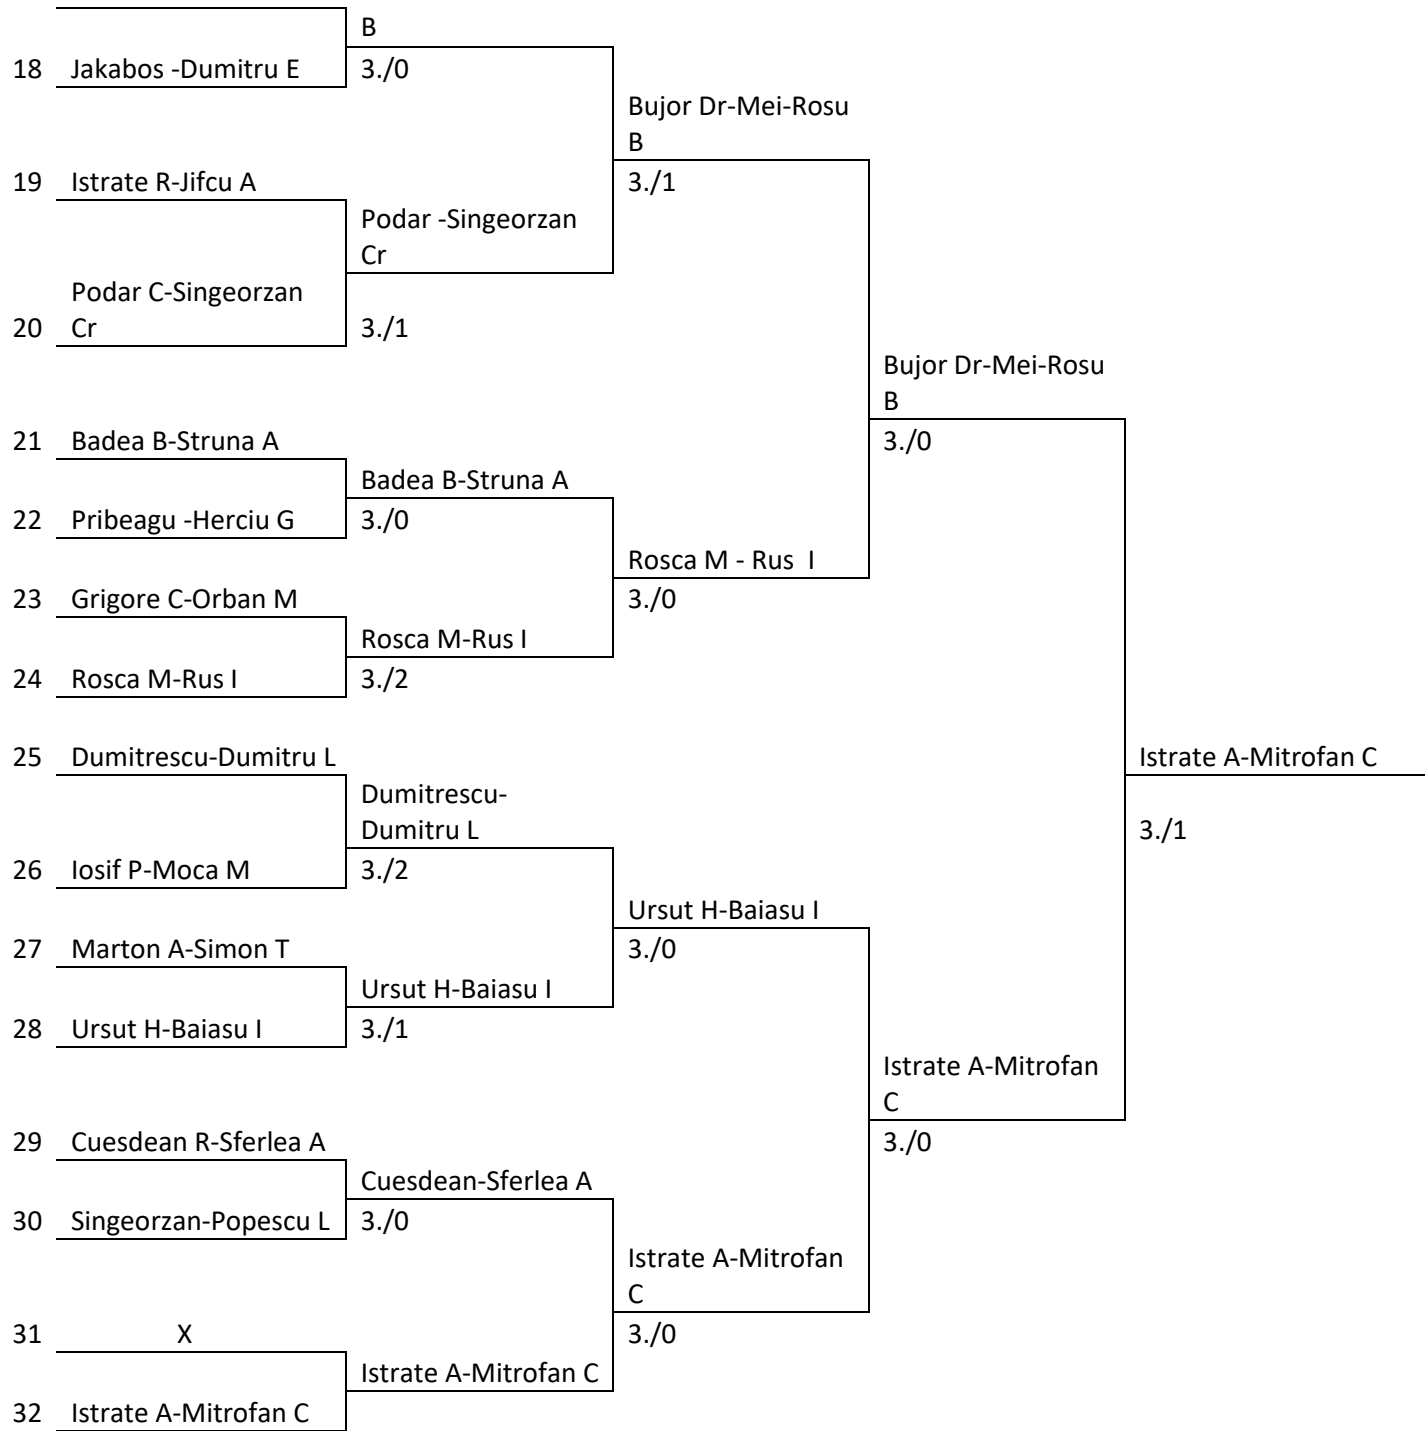 B
18 Jakabos -Dumitru E 3./0
Bujor Dr-Mei-Rosu
B
19 Istrate R-Jifcu A 3./1
Podar -Singeorzan
Cr
Podar C-Singeorzan
20 Cr 3./1
Bujor Dr-Mei-Rosu
B
21 Badea B-Struna A 3./0
Badea B-Struna A
22 Pribeagu -Herciu G 3./0
Rosca M - Rus I
23 Grigore C-Orban M 3./0
Rosca M-Rus I
24 Rosca M-Rus I 3./2
25 Dumitrescu-Dumitru L Istrate A-Mitrofan C
Dumitrescu-
Dumitru L 3./1
26 Iosif P-Moca M 3./2
Ursut H-Baiasu I
27 Marton A-Simon T 3./0
Ursut H-Baiasu I
28 Ursut H-Baiasu I 3./1
Istrate A-Mitrofan
C
29 Cuesdean R-Sferlea A 3./0
Cuesdean-Sferlea A
30 Singeorzan-Popescu L 3./0
Istrate A-Mitrofan
C
31 X 3./0
Istrate A-Mitrofan C
32 Istrate A-Mitrofan C